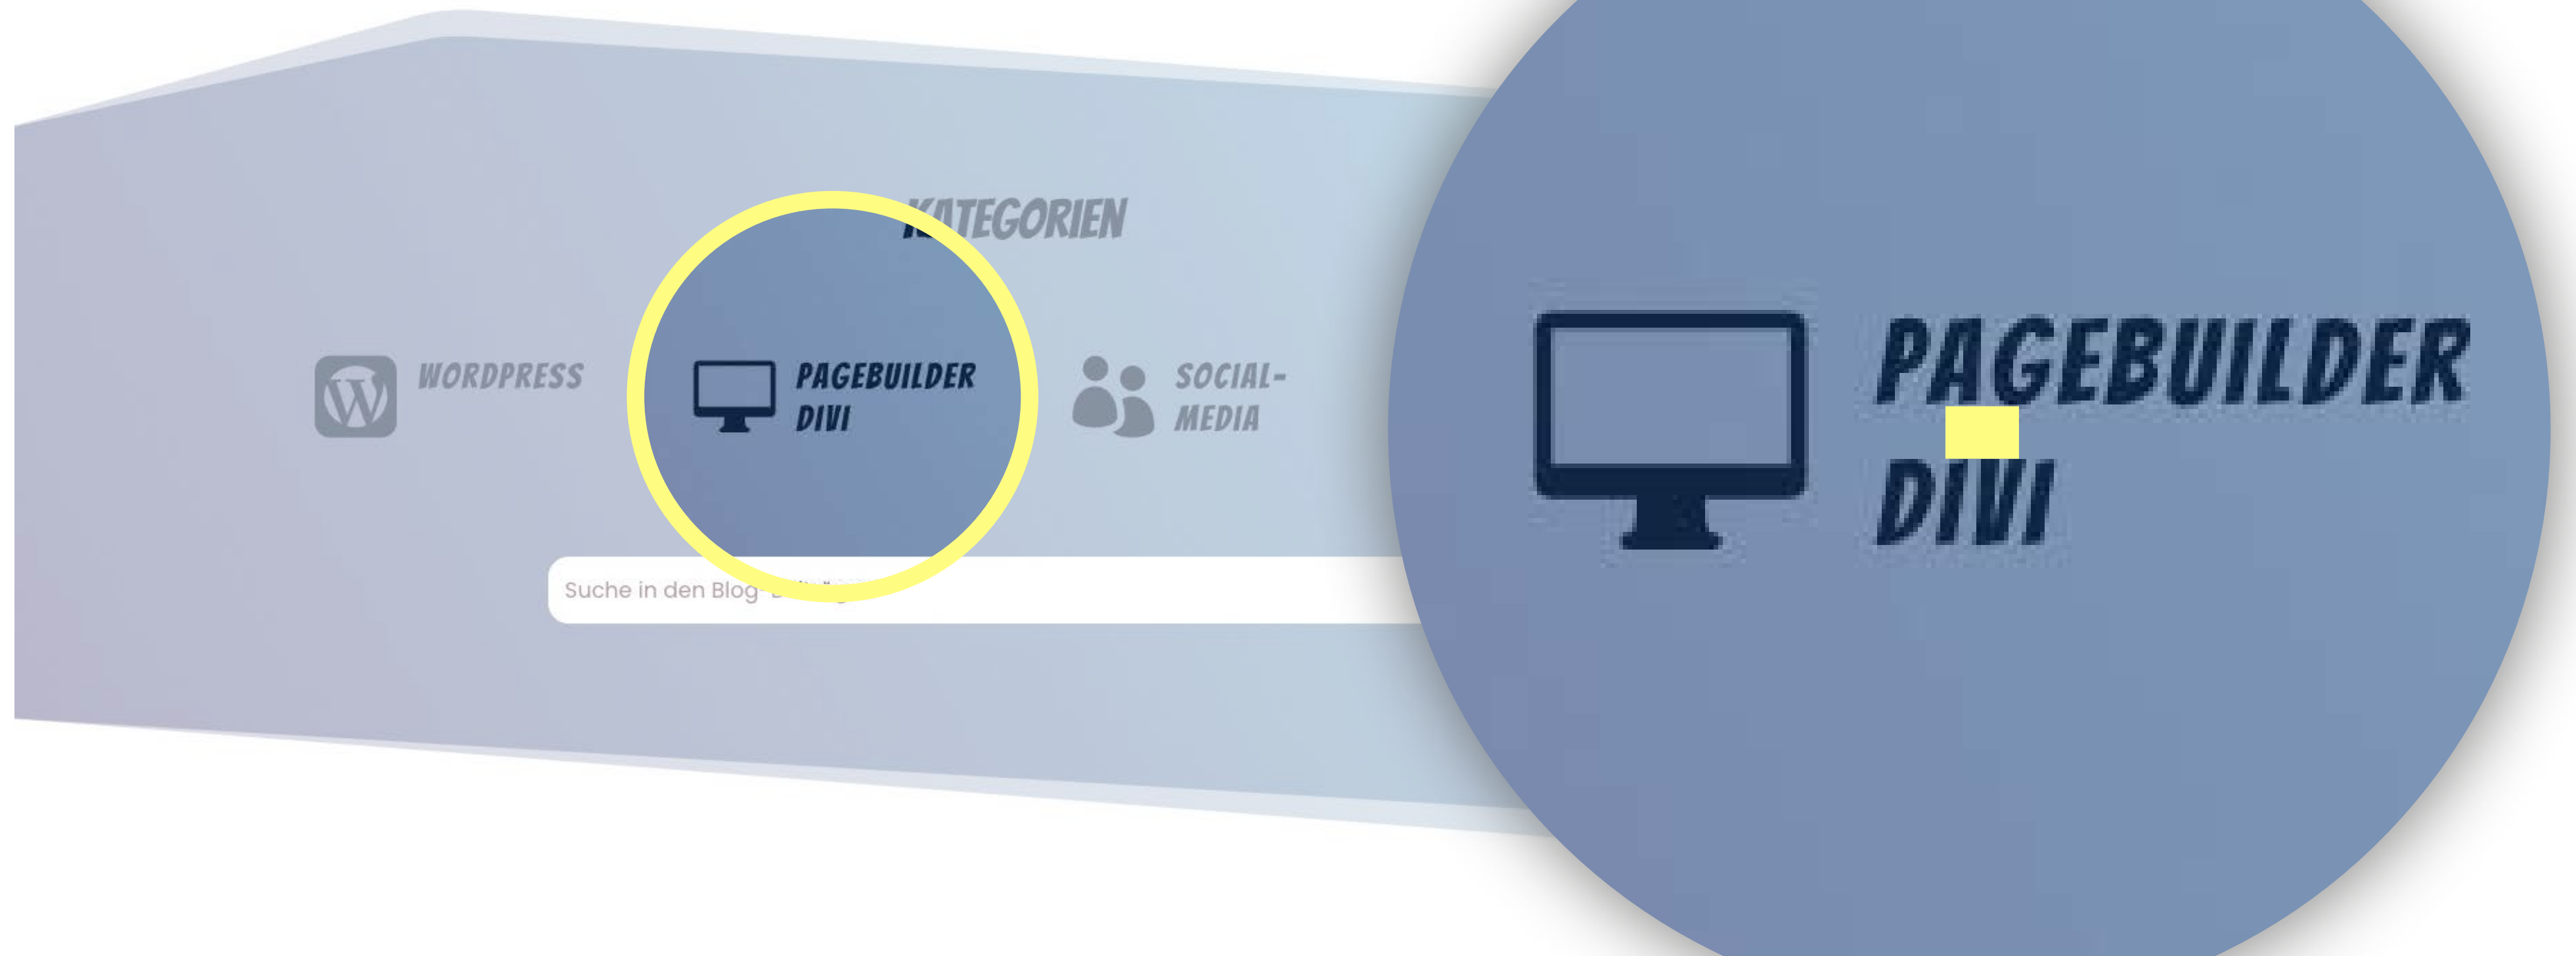 KATEGORIEN
WORDPRESS
PAGEBUILDER
DIVI
SOCIAL-
MEDIA
Suche in den Blog-
PAGEBUILDER
DIVI